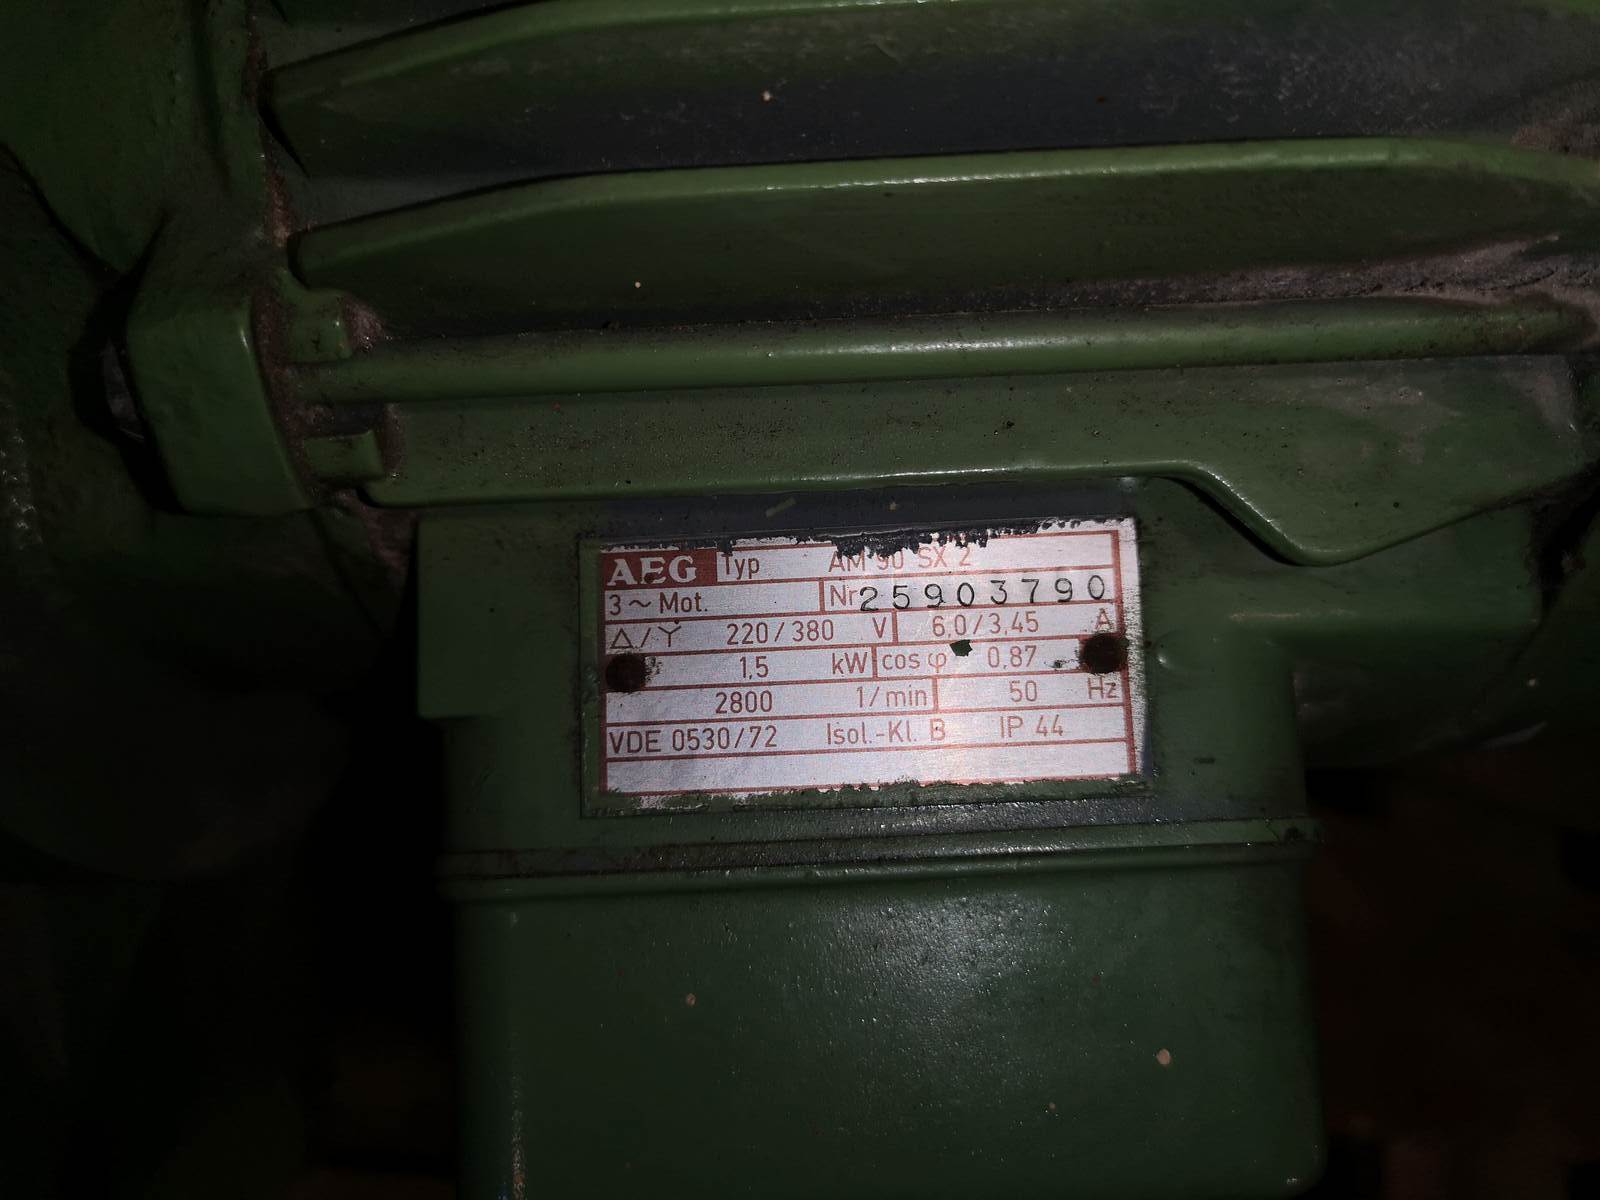 AEG Typ AM 90 SX 2
3~ Mot. Nr 25903790
△/Y 220/380 V 6,0/3,45 A
1,5 kW cos φ 0,87
2800 1/min 50 Hz
VDE 0530/72 Isol.-Kl. B IP 44